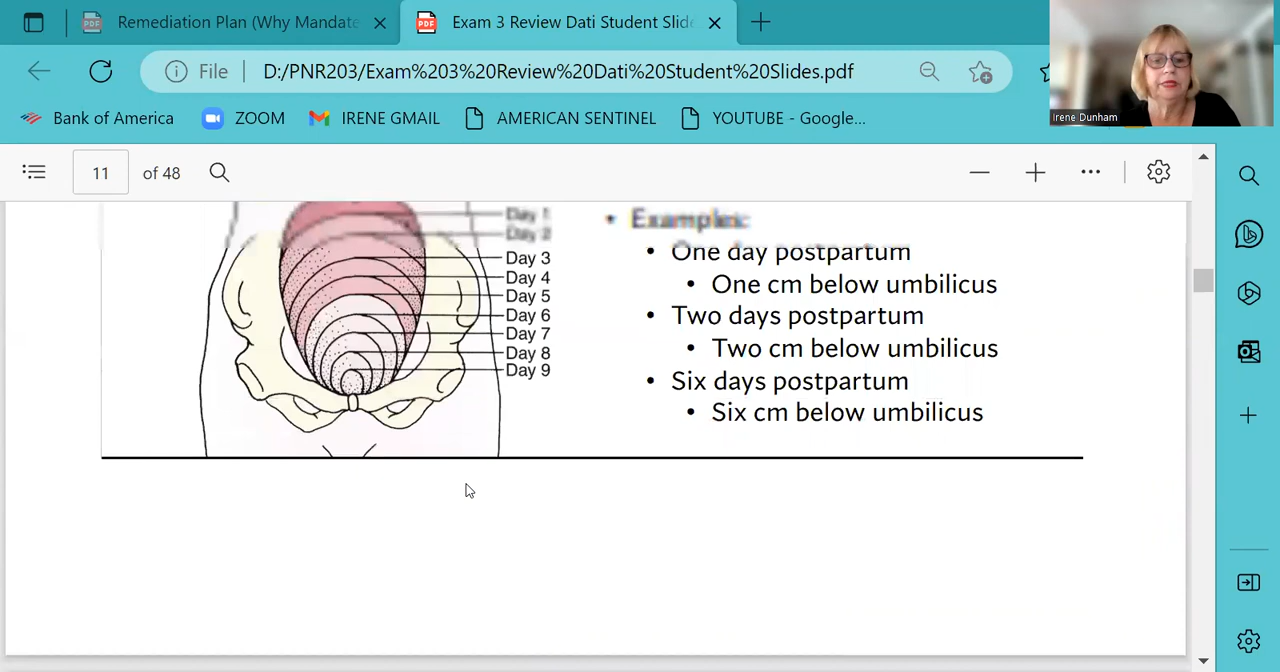 Remediation Plan (Why Mandate
Exam 3 Review Dati Student Slid
File
D:/PNR203/Exam%203%20Review%20Dati%20Student%20Slides.pdf
Bank of America
ZOOM
IRENE GMAIL
AMERICAN SENTINEL
YOUTUBE - Google...
Irene Dunham
11 of 48
Day 1
Day 2
Day 3
Day 4
Day 5
Day 6
Day 7
Day 8
Day 9
• Examples:
• One day postpartum
• One cm below umbilicus
• Two days postpartum
• Two cm below umbilicus
• Six days postpartum
• Six cm below umbilicus